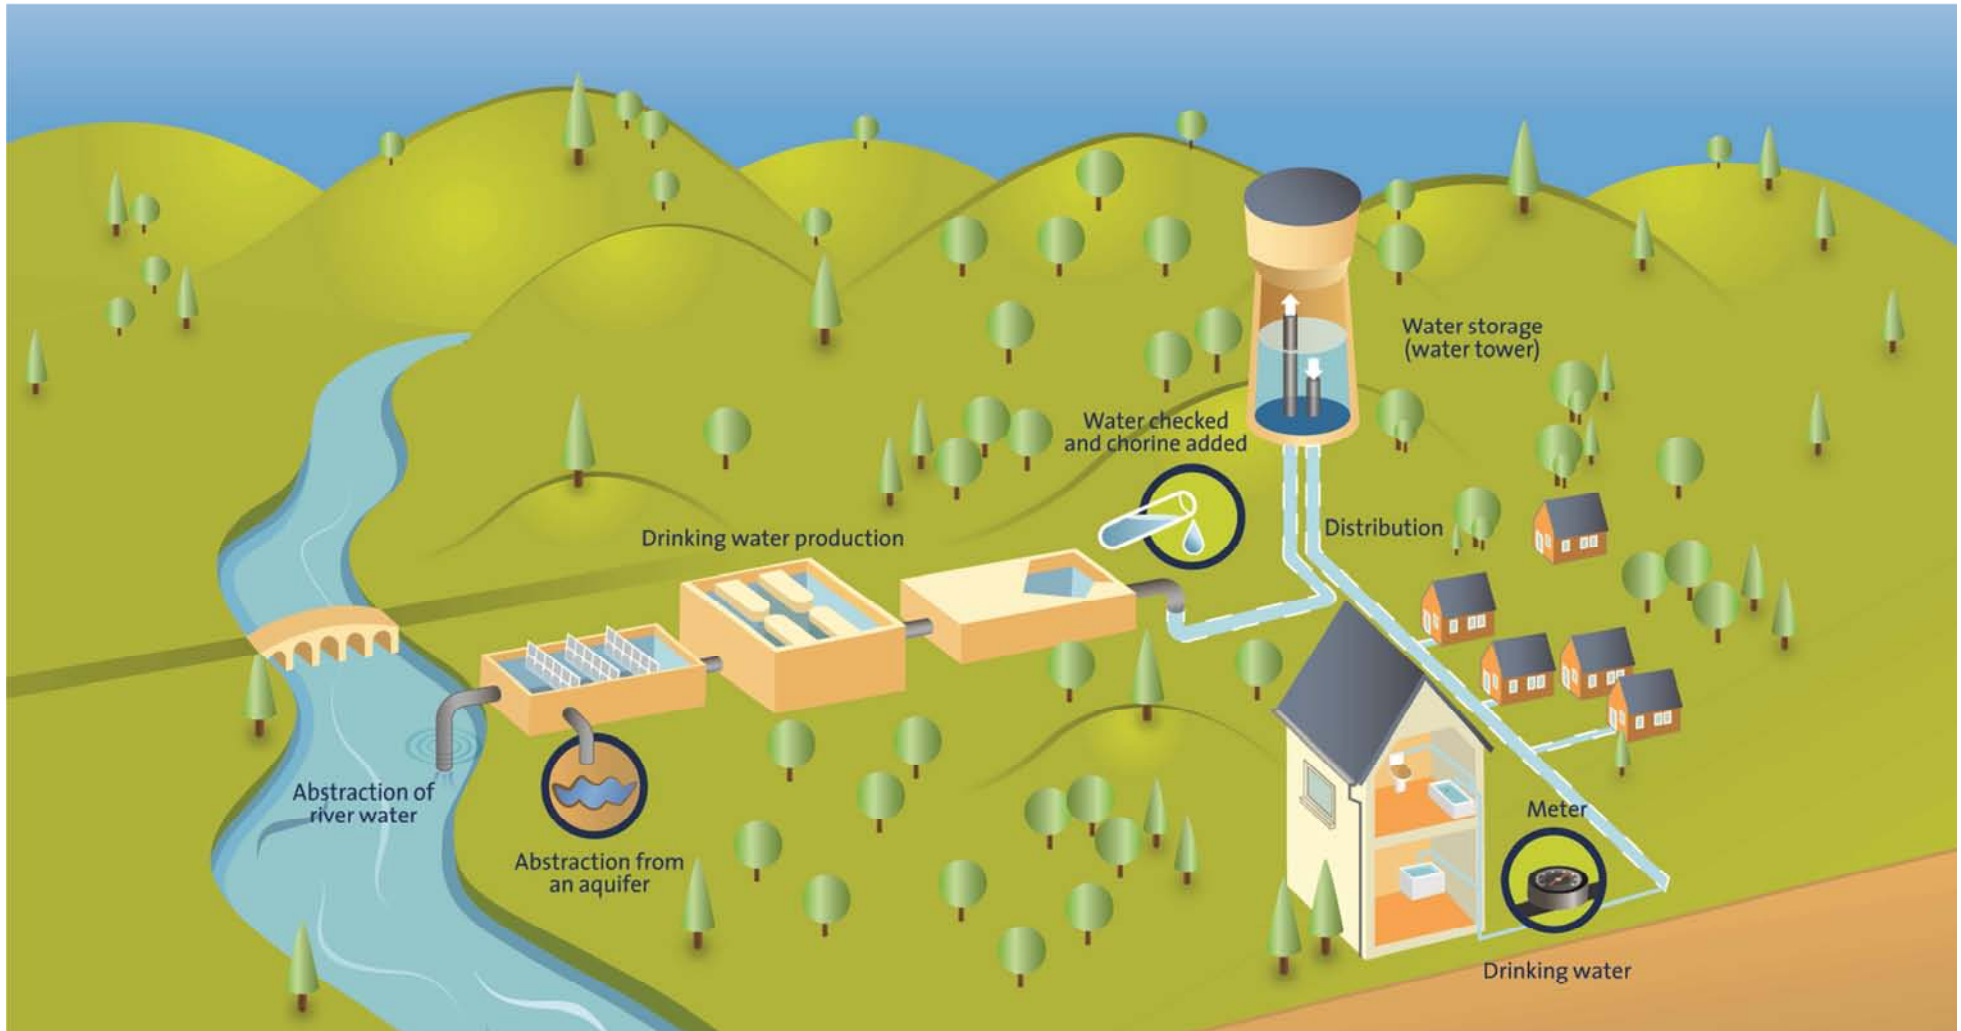 Water storage
(water tower)
Water checked
and chorine added
Distribution
Drinking water production
Abstraction of
river water
Abstraction from
an aquifer
Meter
Drinking water